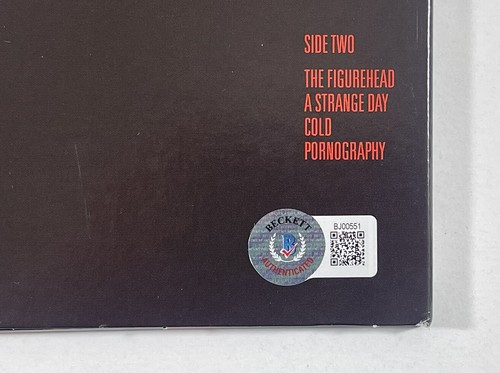 SIDE TWO
THE FIGUREHEAD
A STRANGE DAY
COLD
PORNOGRAPHY
BECKETT
B
AUTHENTICATED
BJ00551